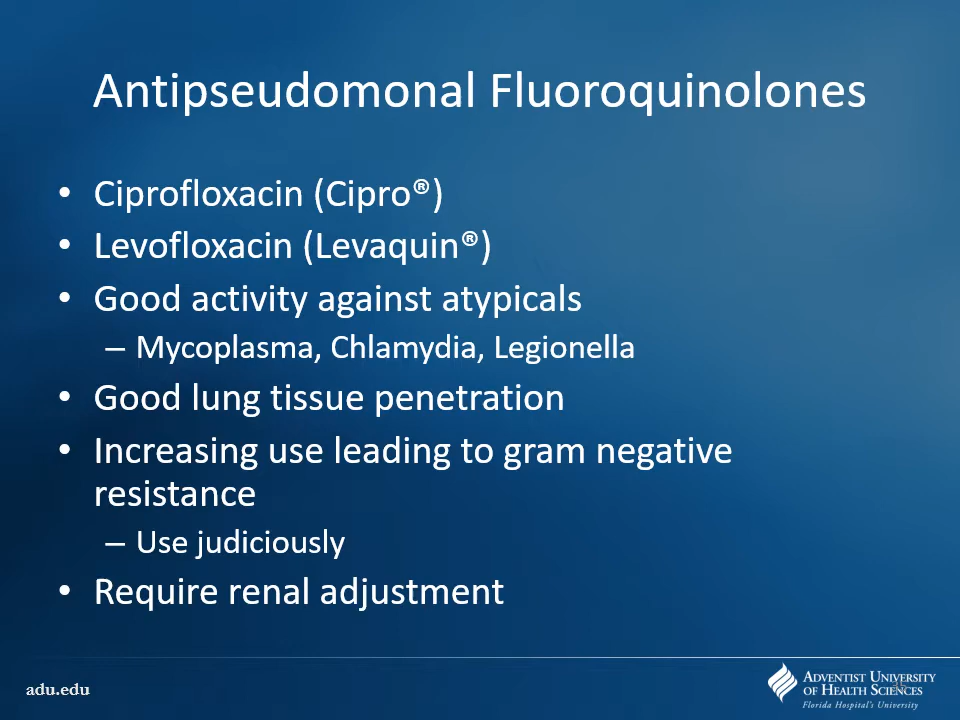 Antipseudomonal Fluoroquinolones
• Ciprofloxacin (Cipro®)
• Levofloxacin (Levaquin®)
• Good activity against atypicals
– Mycoplasma, Chlamydia, Legionella
• Good lung tissue penetration
• Increasing use leading to gram negative
resistance
– Use judiciously
• Require renal adjustment
adu.edu
ADVENTIST UNIVERSITY
OF HEALTH SCIENCES
Florida Hospital's University